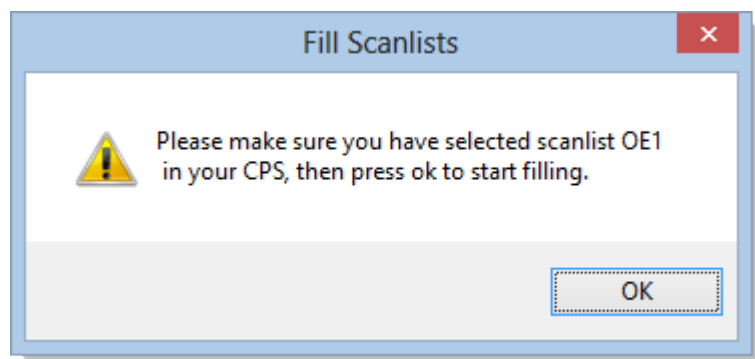 Fill Scanlists
Please make sure you have selected scanlist OE1
in your CPS, then press ok to start filling.
OK